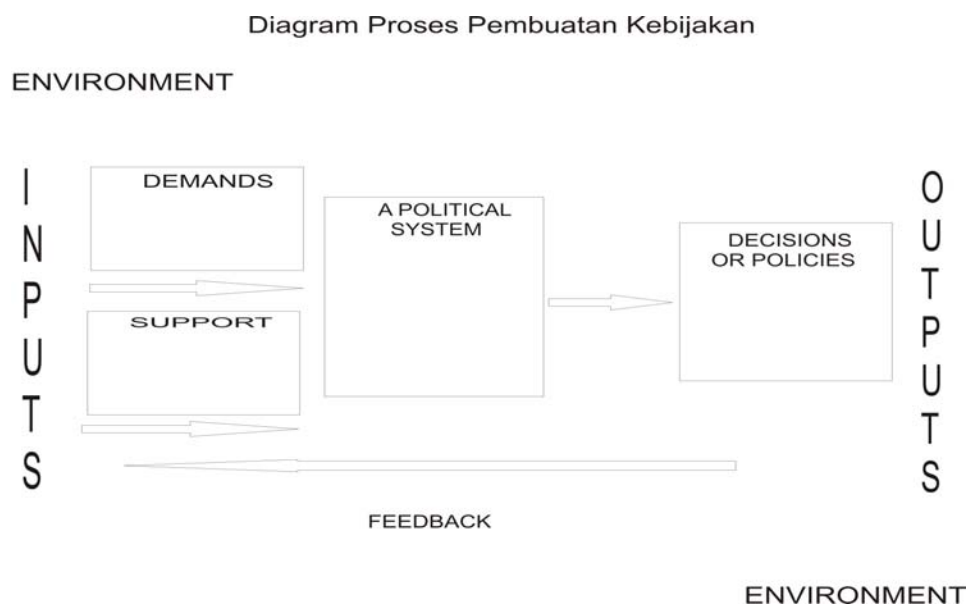 Diagram Proses Pembuatan Kebijakan
ENVIRONMENT
INPUTS
DEMANDS
SUPPORT
A POLITICAL
SYSTEM
DECISIONS
OR POLICIES
OUTPUTS
FEEDBACK
ENVIRONMENT